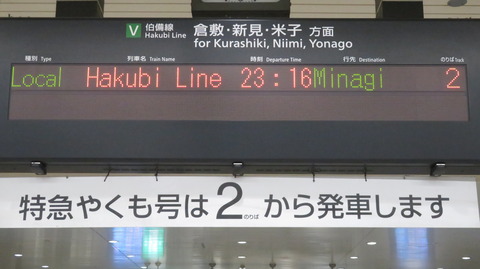 V 伯備線 Hakubi Line 倉敷・新見・米子 方面
for Kurashiki, Niimi, Yonago
種別 Type 列車名 Train Name 時刻 Departure Time 行先 Destination のりば Track
Local Hakubi Line 23:16 Minagi 2
特急やくも号は2のりばから発車します